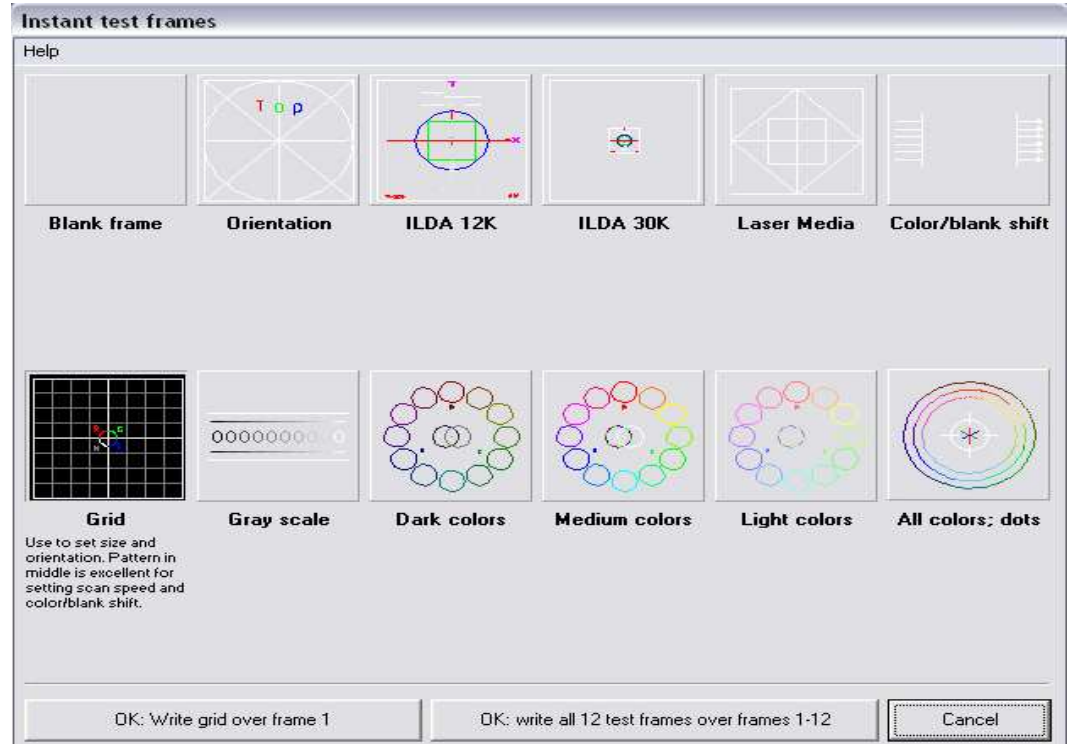 Instant test frames
Help
Top
Blank frame
Orientation
ILDA 12K
ILDA 30K
Laser Media
Color/blank shift
Grid
Gray scale
Dark colors
Medium colors
Light colors
All colors; dots
Use to set size and
orientation. Pattern in
middle is excellent for
setting scan speed and
color/blank shift.
OK: Write grid over frame 1
OK: write all 12 test frames over frames 1-12
Cancel